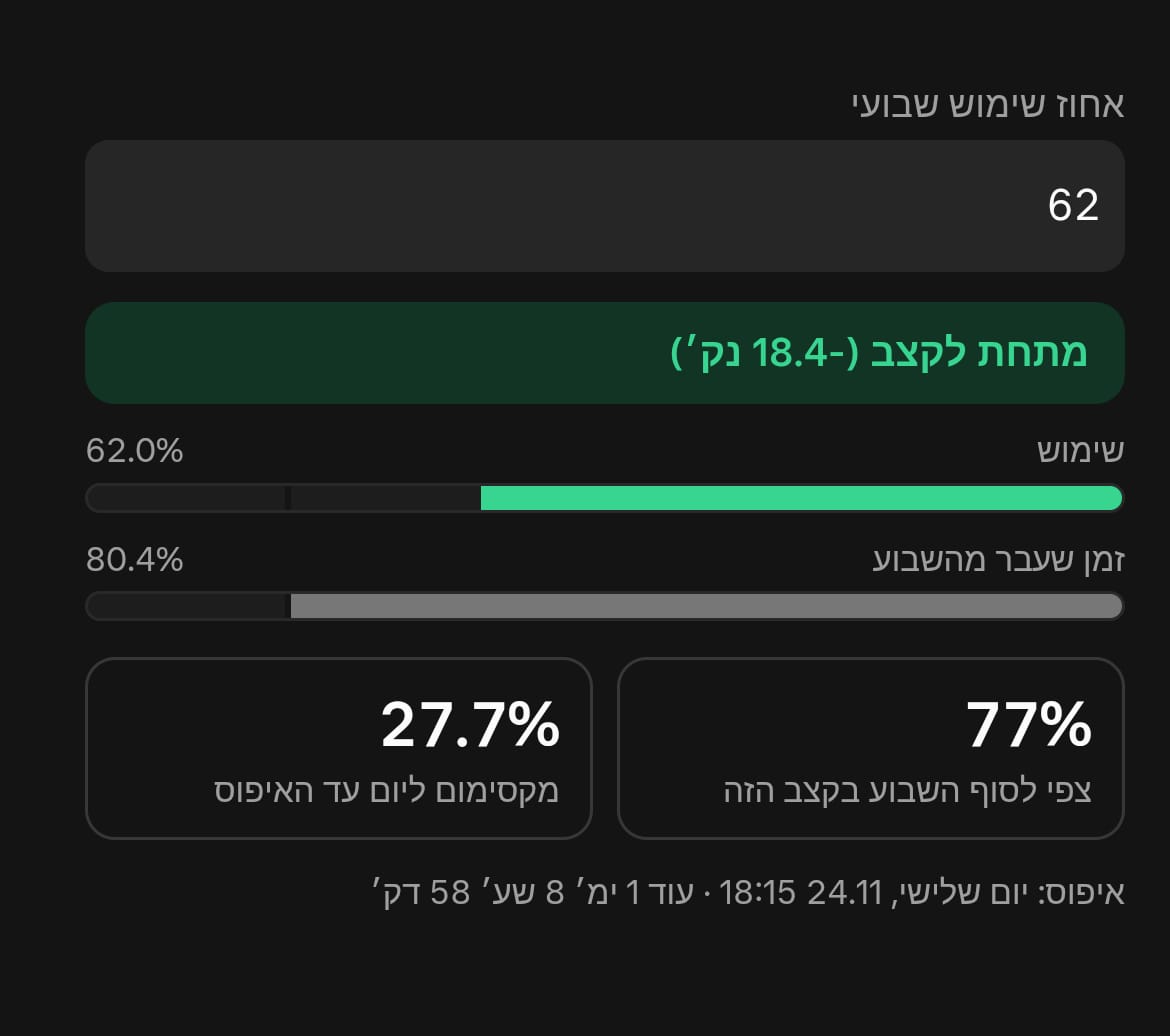 אחוז שימוש שבועי
62
מתחת לקצב (-18.4 נק׳)
שימוש 62.0%
זמן שעבר מהשבוע 80.4%
77%
צפי לסוף השבוע בקצב הזה
27.7%
מקסימום ליום עד האיפוס
איפוס: יום שלישי, 24.11 18:15 · עוד 1 ימ׳ 8 שע׳ 58 דק׳